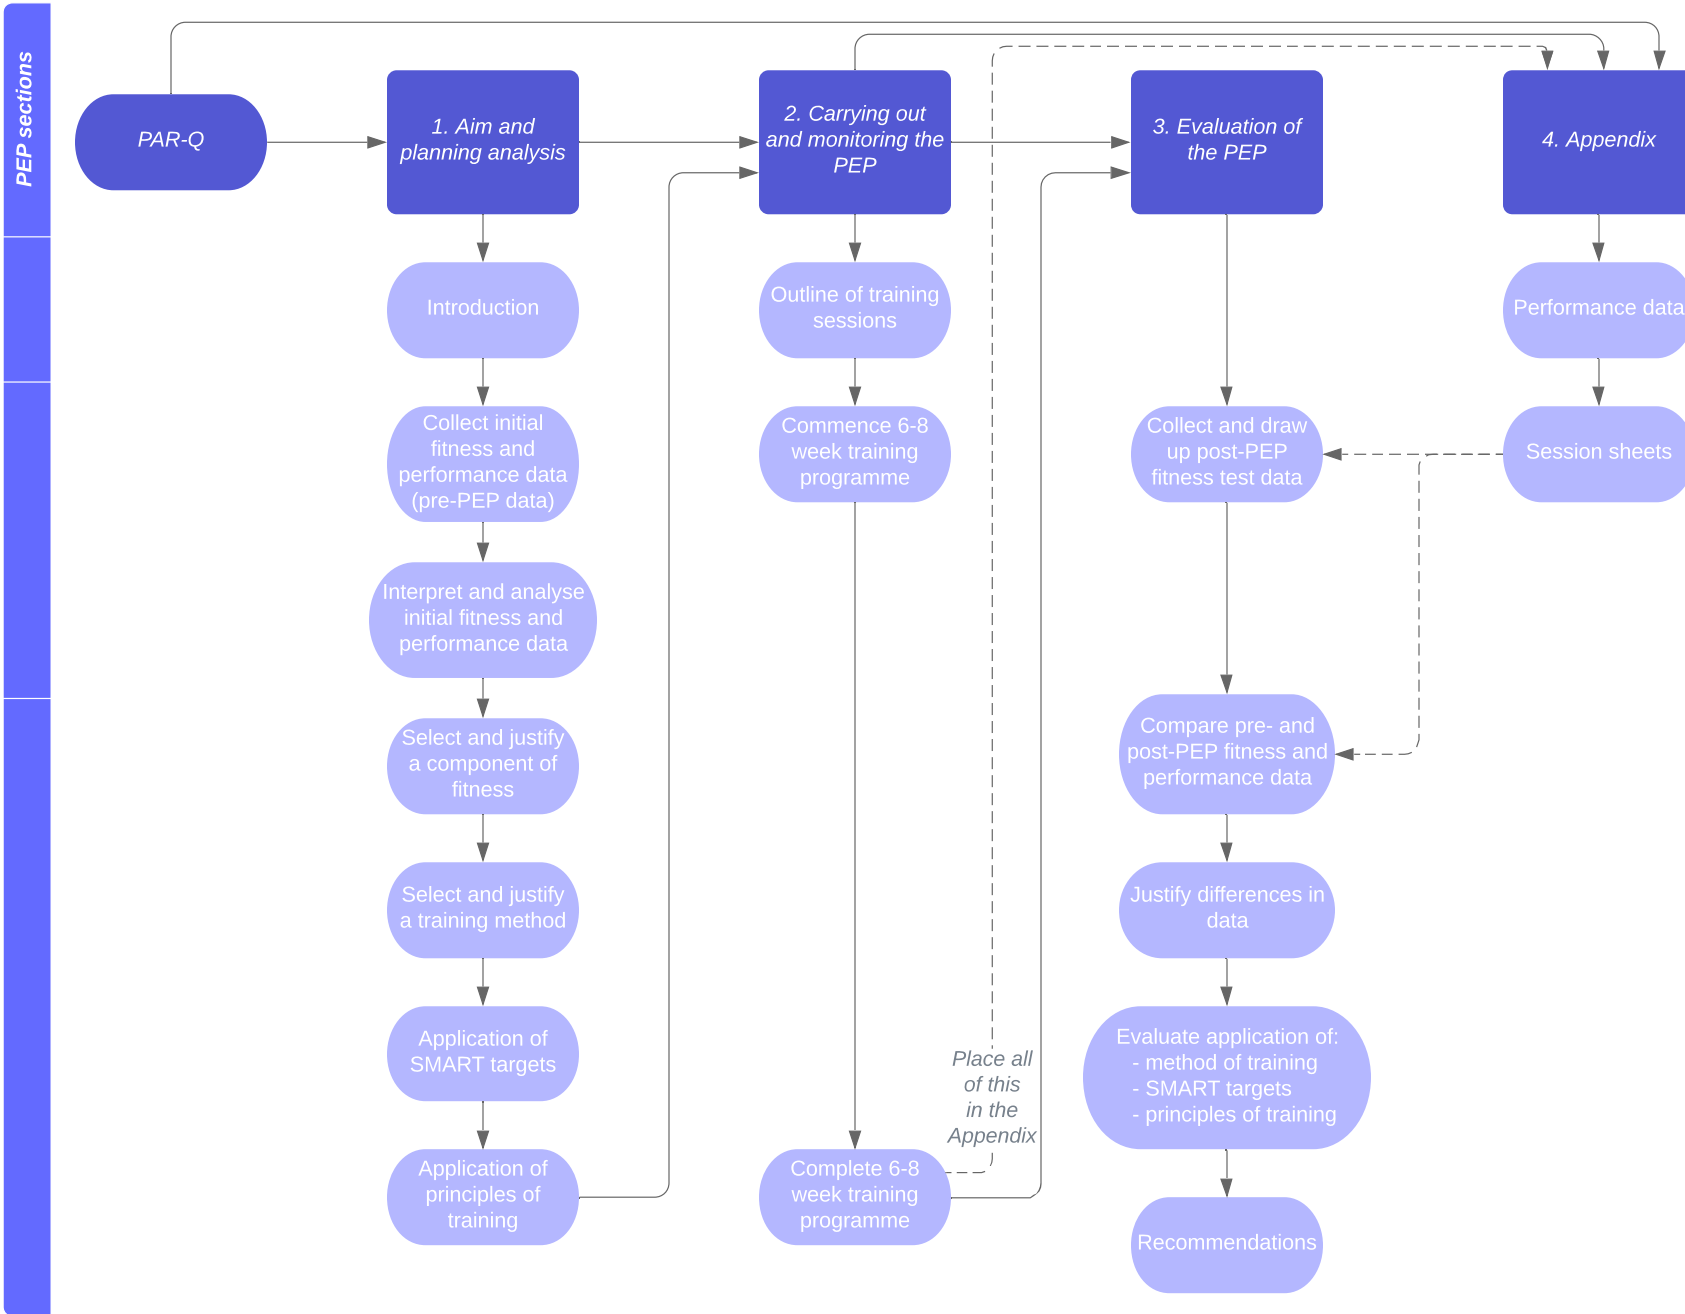 PEP sections
PAR-Q
1. Aim and
planning analysis
2. Carrying out
and monitoring the
PEP
3. Evaluation of
the PEP
4. Appendix
Introduction
Collect initial
fitness and
performance data
(pre-PEP data)
Interpret and analyse
initial fitness and
performance data
Select and justify
a component of
fitness
Select and justify
a training method
Application of
SMART targets
Application of
principles of
training
Outline of training
sessions
Commence 6-8
week training
programme
Complete 6-8
week training
programme
Place all
of this
in the
Appendix
Collect and draw
up post-PEP
fitness test data
Compare pre- and
post-PEP fitness and
performance data
Justify differences in
data
Evaluate application of:
- method of training
- SMART targets
- principles of training
Recommendations
Performance data
Session sheets